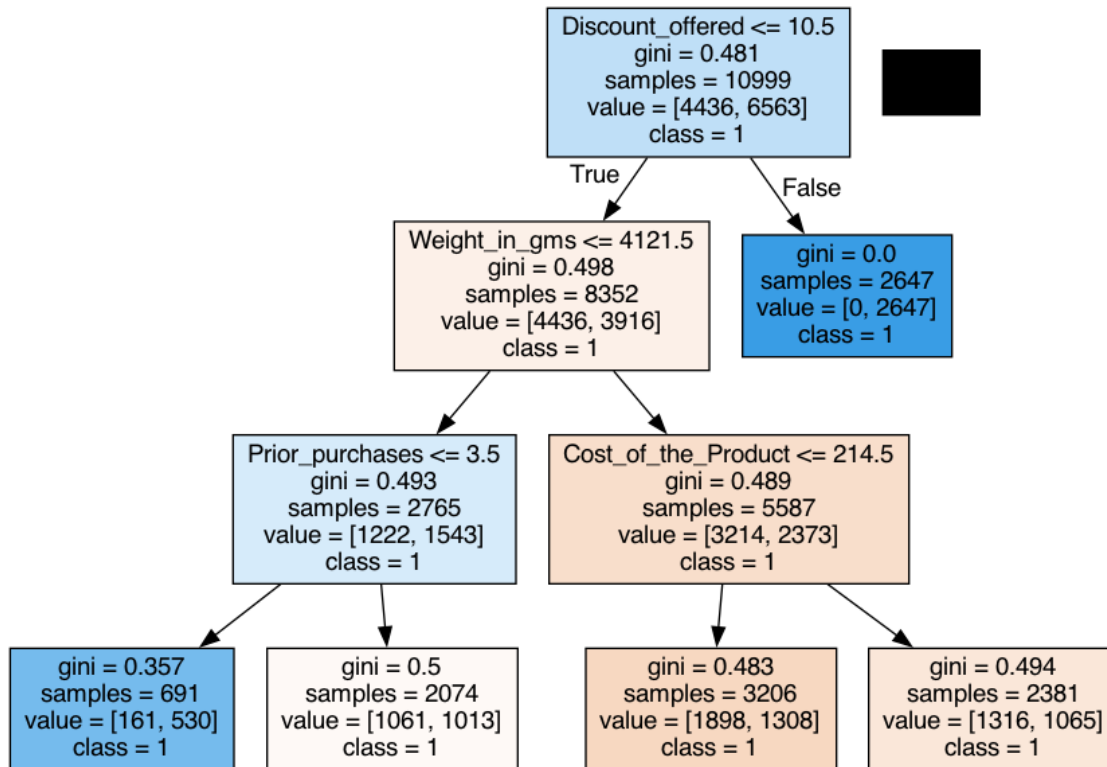 Discount_offered <= 10.5
gini = 0.481
samples = 10999
value = [4436, 6563]
class = 1
True
False
Weight_in_gms <= 4121.5
gini = 0.498
samples = 8352
value = [4436, 3916]
class = 1
gini = 0.0
samples = 2647
value = [0, 2647]
class = 1
Prior_purchases <= 3.5
gini = 0.493
samples = 2765
value = [1222, 1543]
class = 1
Cost_of_the_Product <= 214.5
gini = 0.489
samples = 5587
value = [3214, 2373]
class = 1
gini = 0.357
samples = 691
value = [161, 530]
class = 1
gini = 0.5
samples = 2074
value = [1061, 1013]
class = 1
gini = 0.483
samples = 3206
value = [1898, 1308]
class = 1
gini = 0.494
samples = 2381
value = [1316, 1065]
class = 1